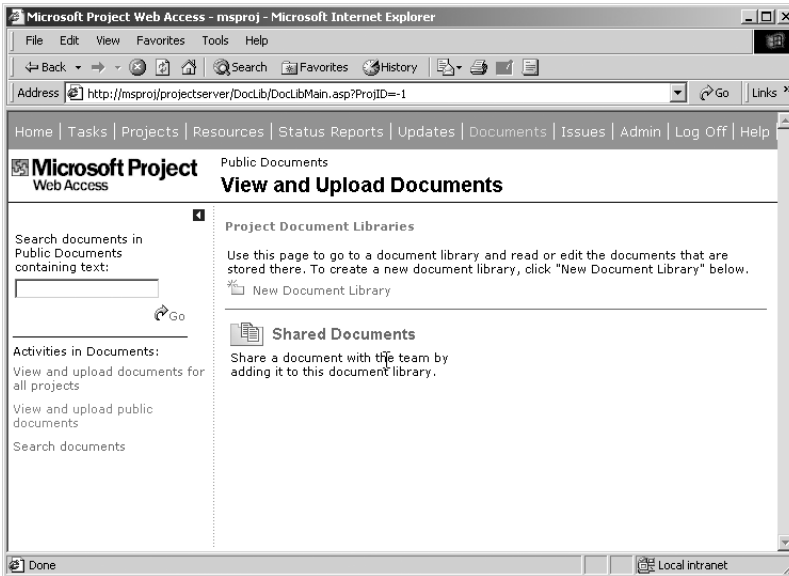 Microsoft Project Web Access - msproj - Microsoft Internet Explorer
File Edit View Favorites Tools Help
Back Search Favorites History
Address http://msproj/projectserver/DocLib/DocLibMain.asp?ProjID=-1 Go Links »
Home | Tasks | Projects | Resources | Status Reports | Updates | Documents | Issues | Admin | Log Off | Help
Microsoft Project
Web Access
Public Documents
View and Upload Documents
Search documents in
Public Documents
containing text:
Go
Activities in Documents:
View and upload documents for
all projects
View and upload public
documents
Search documents
Project Document Libraries
Use this page to go to a document library and read or edit the documents that are
stored there. To create a new document library, click "New Document Library" below.
New Document Library
Shared Documents
Share a document with the team by
adding it to this document library.
Done Local intranet